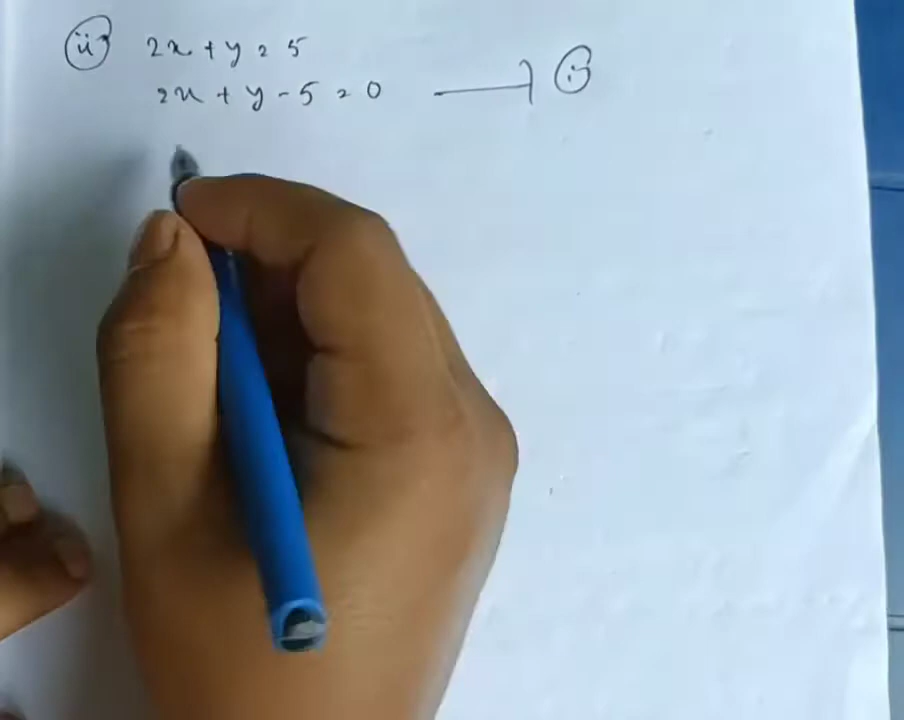 (ii) 2x + y = 5
2x + y - 5 = 0 → (i)